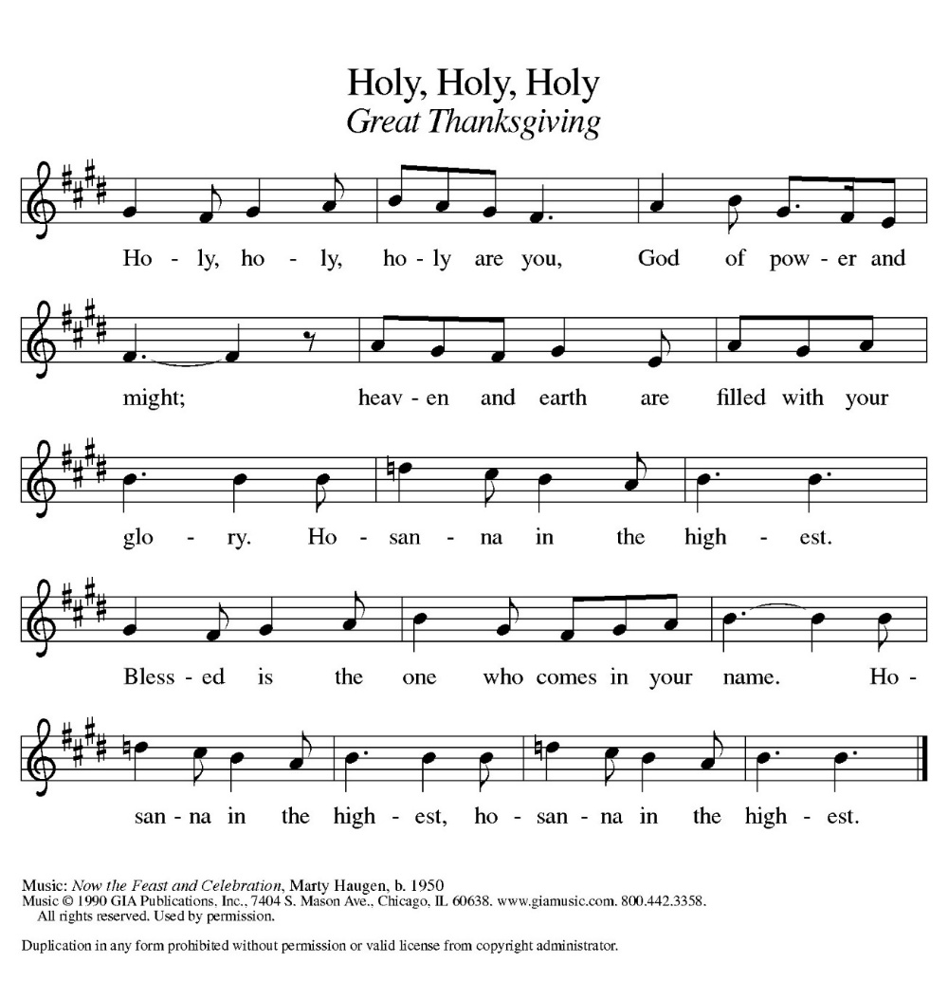 Holy, Holy, Holy
Great Thanksgiving
Ho - ly, ho - ly, ho - ly are you, God of pow - er and
might; heav - en and earth are filled with your
glo - ry. Ho - san - na in the high - est.
Bless - ed is the one who comes in your name. Ho -
san - na in the high - est, ho - san - na in the high - est.
Music: Now the Feast and Celebration, Marty Haugen, b. 1950
Music © 1990 GIA Publications, Inc., 7404 S. Mason Ave., Chicago, IL 60638. www.giamusic.com. 800.442.3358.
All rights reserved. Used by permission.
Duplication in any form prohibited without permission or valid license from copyright administrator.